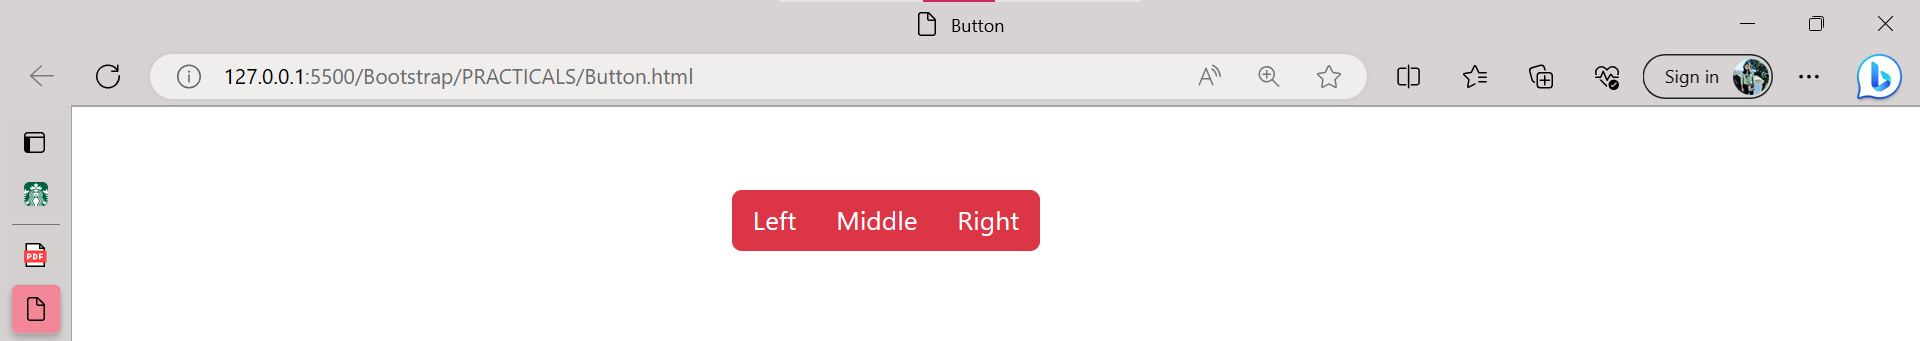 Button
127.0.0.1:5500/Bootstrap/PRACTICALS/Button.html
Sign in
PDF
Left Middle Right